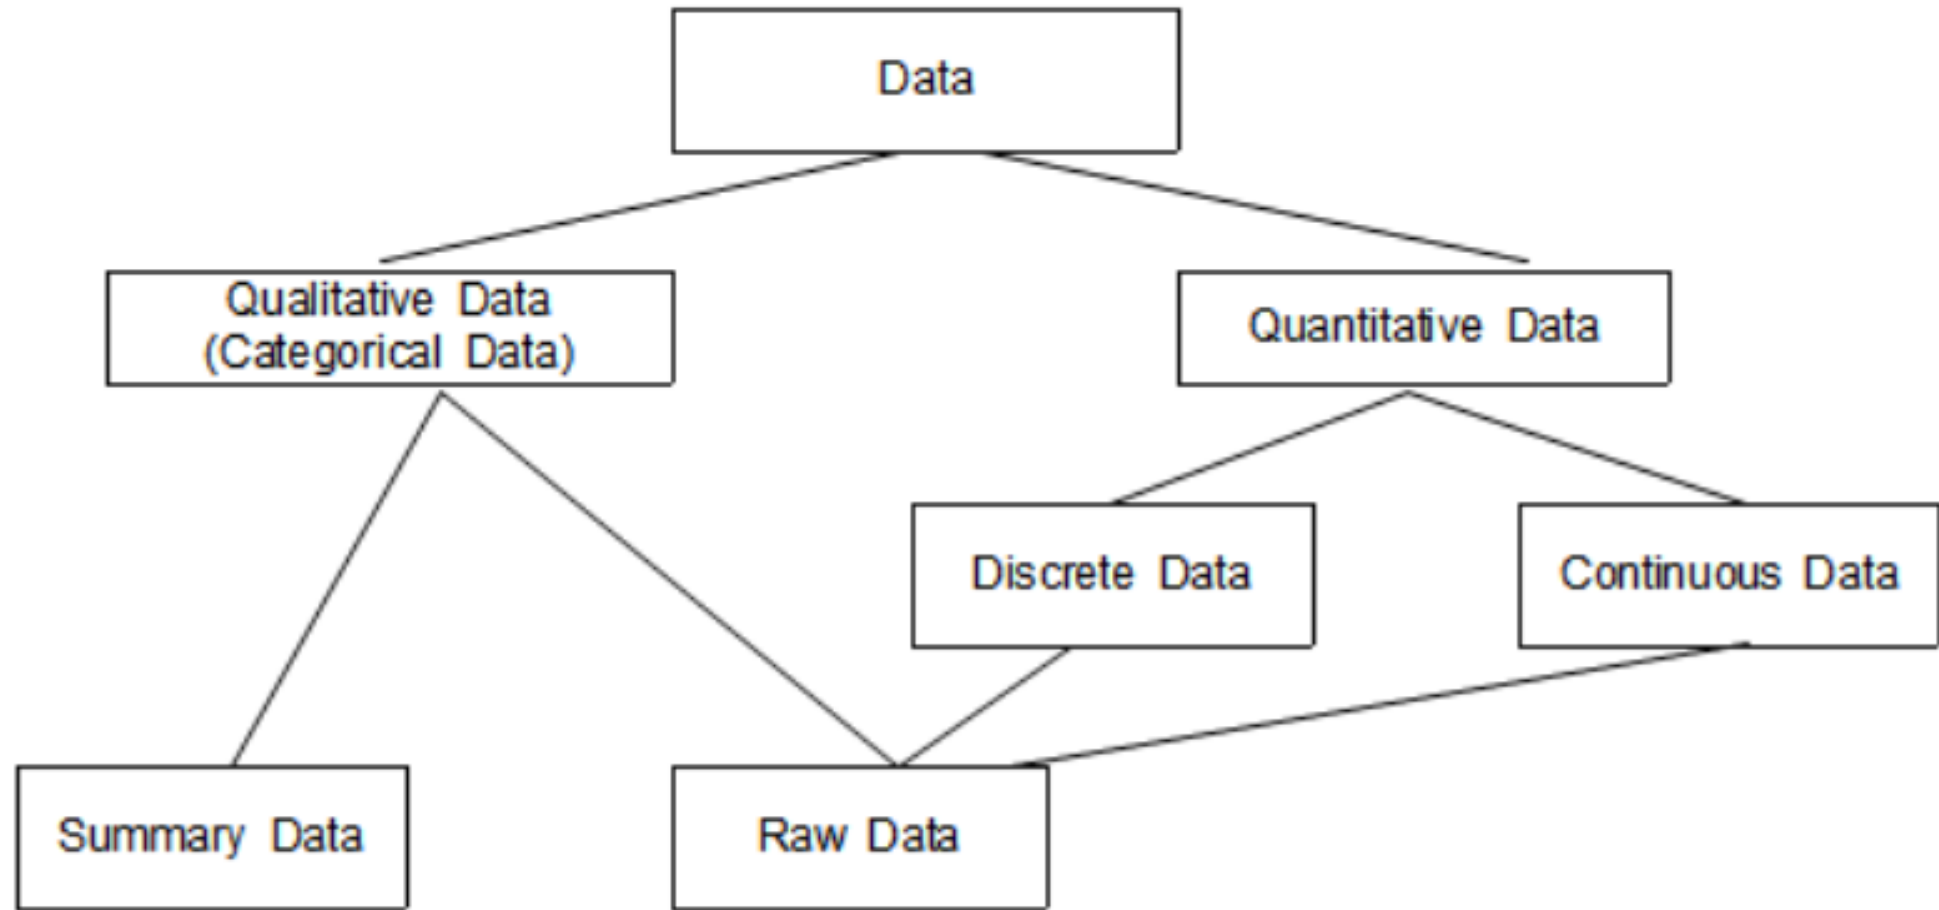 Data
Qualitative Data
(Categorical Data)
Quantitative Data
Discrete Data
Continuous Data
Summary Data
Raw Data